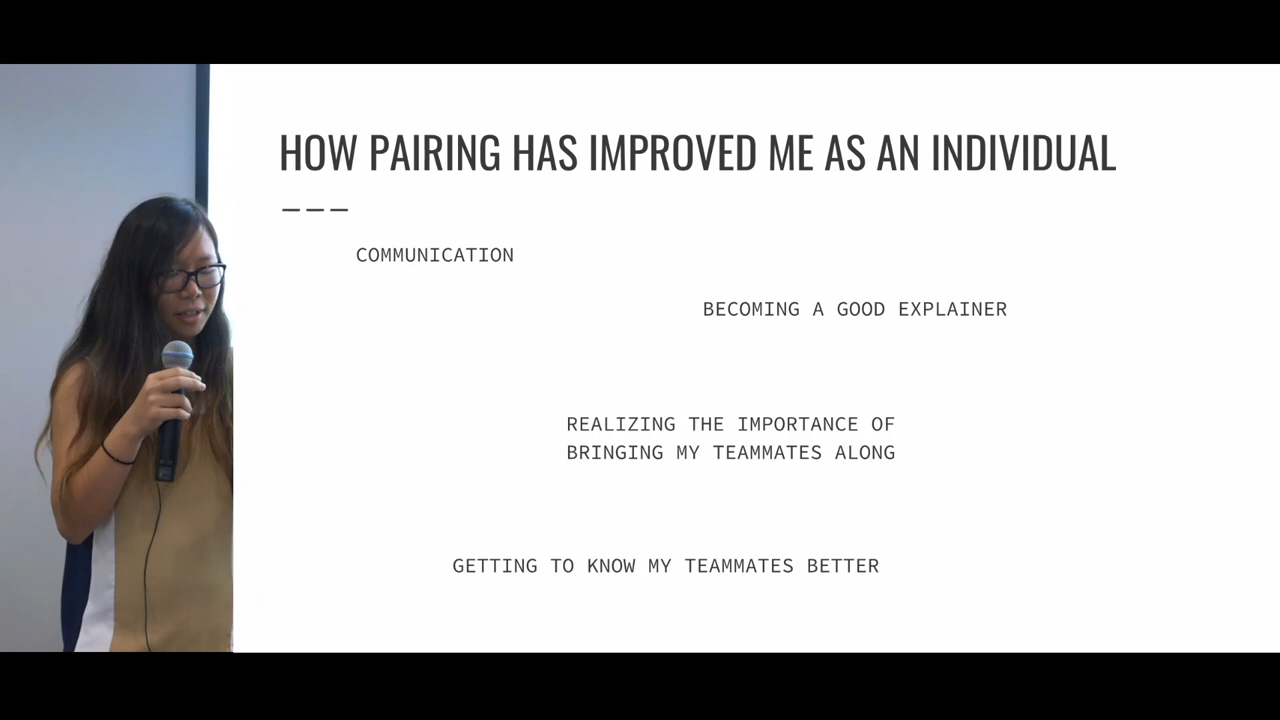 HOW PAIRING HAS IMPROVED ME AS AN INDIVIDUAL
COMMUNICATION
BECOMING A GOOD EXPLAINER
REALIZING THE IMPORTANCE OF
BRINGING MY TEAMMATES ALONG
GETTING TO KNOW MY TEAMMATES BETTER